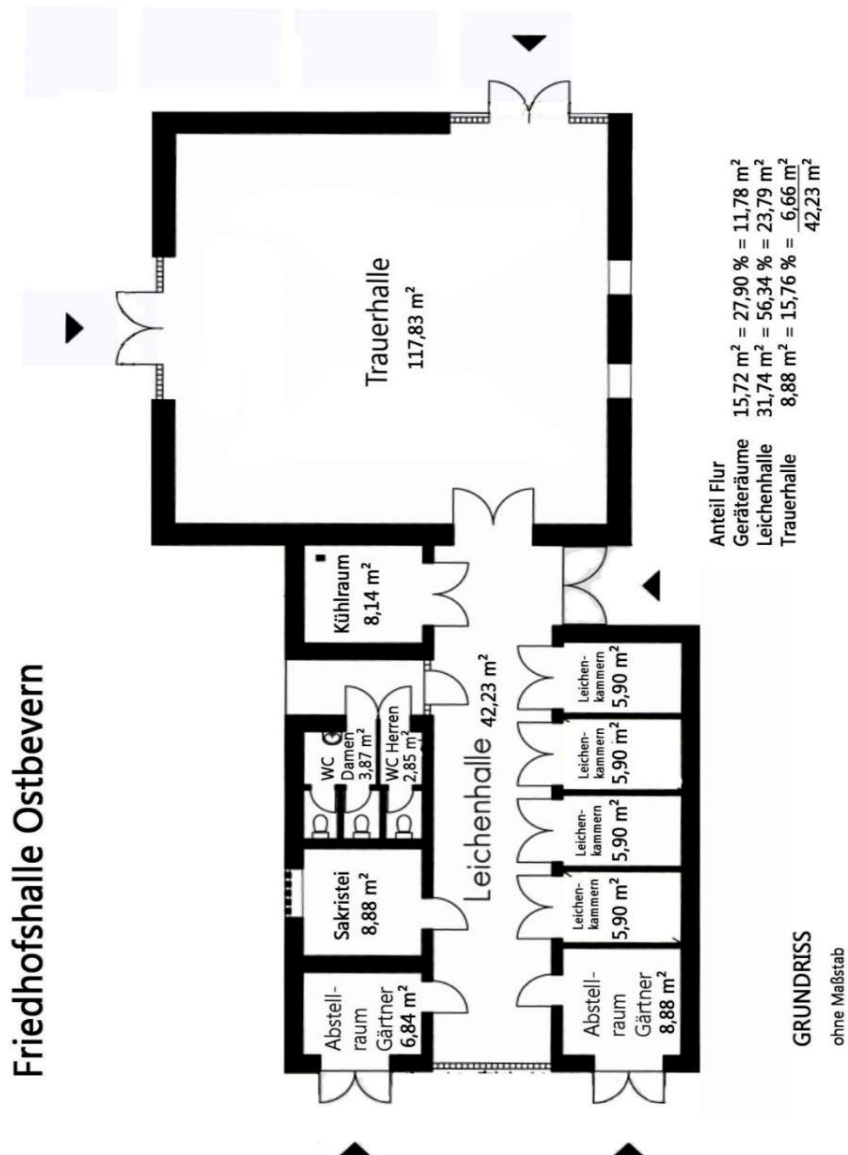 Friedhofshalle Ostbevern
Trauerhalle
117,83 m²
Kühlraum
8,14 m²
WC
Damen
3,87 m²
WC Herren
2,85 m²
Sakristei
8,88 m²
Abstell-
raum
Gärtner
6,84 m²
Leichenhalle 42,23 m²
Leichen-
kammern
5,90 m²
Leichen-
kammern
5,90 m²
Leichen-
kammern
5,90 m²
Leichen-
kammern
5,90 m²
Abstell-
raum
Gärtner
8,88 m²
Anteil Flur
Geräteräume 15,72 m² = 27,90 % = 11,78 m²
Leichenhalle 31,74 m² = 56,34 % = 23,79 m²
Trauerhalle 8,88 m² = 15,76 % = 6,66 m²
42,23 m²
GRUNDRISS
ohne Maßstab